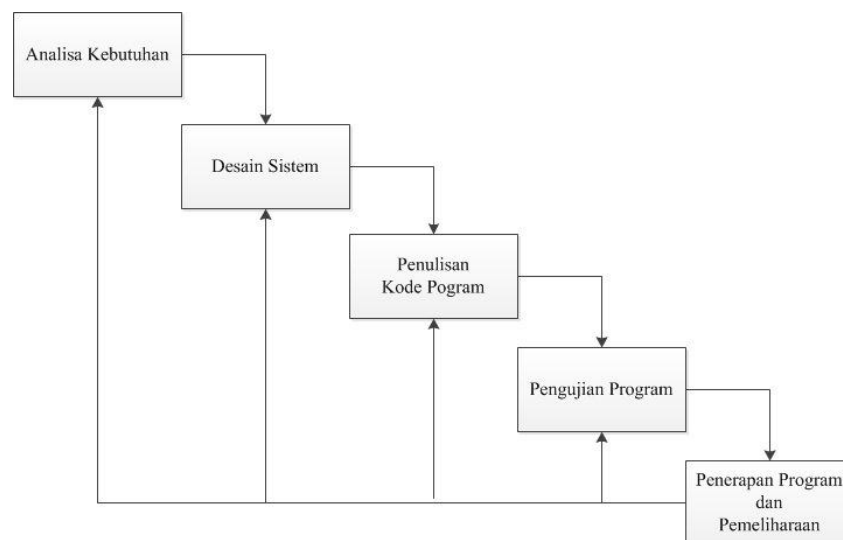 Analisa Kebutuhan
Desain Sistem
Penulisan
Kode Pogram
Pengujian Program
Penerapan Program
dan
Pemeliharaan